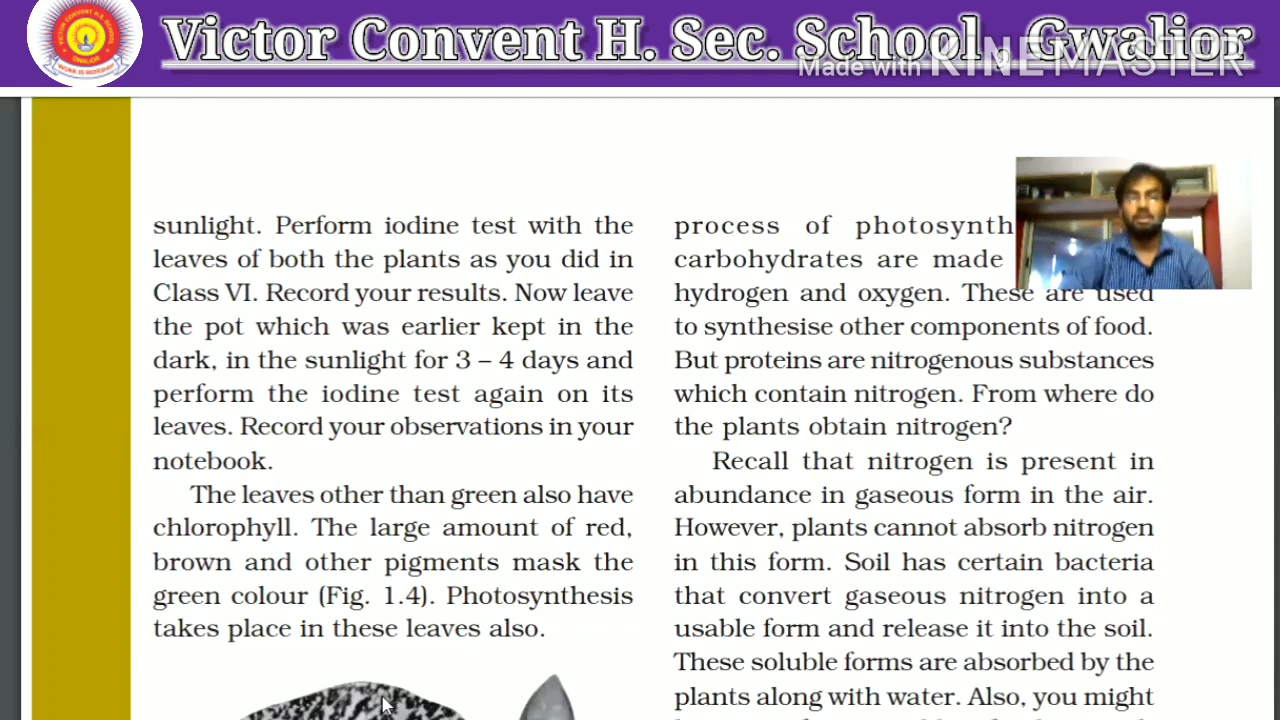 Victor Convent H. Sec. School, Gwalior
Made with KINEMASTER
sunlight. Perform iodine test with the
leaves of both the plants as you did in
Class VI. Record your results. Now leave
the pot which was earlier kept in the
dark, in the sunlight for 3 – 4 days and
perform the iodine test again on its
leaves. Record your observations in your
notebook.
The leaves other than green also have
chlorophyll. The large amount of red,
brown and other pigments mask the
green colour (Fig. 1.4). Photosynthesis
takes place in these leaves also.
process of photosynth
carbohydrates are made
hydrogen and oxygen. These are used
to synthesise other components of food.
But proteins are nitrogenous substances
which contain nitrogen. From where do
the plants obtain nitrogen?
Recall that nitrogen is present in
abundance in gaseous form in the air.
However, plants cannot absorb nitrogen
in this form. Soil has certain bacteria
that convert gaseous nitrogen into a
usable form and release it into the soil.
These soluble forms are absorbed by the
plants along with water. Also, you might